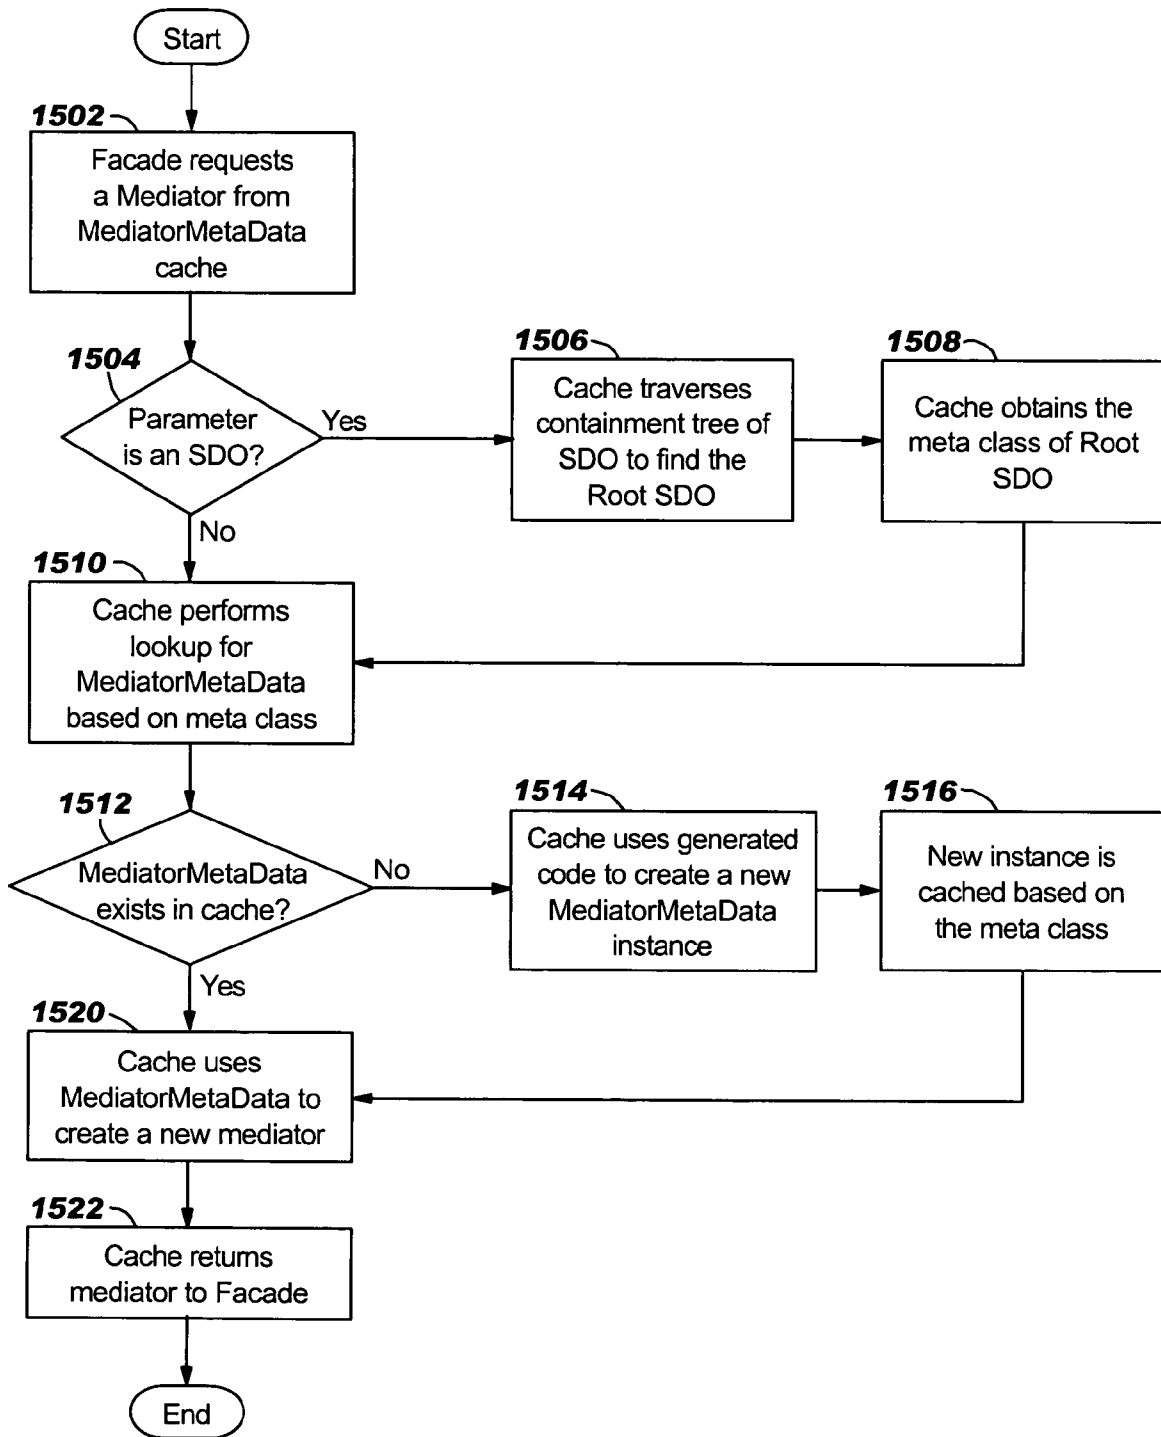 Start
1502
Facade requests
a Mediator from
MediatorMetaData
cache
1504
Parameter
is an SDO?
Yes
No
1506
Cache traverses
containment tree of
SDO to find the
Root SDO
1508
Cache obtains the
meta class of Root
SDO
1510
Cache performs
lookup for
MediatorMetaData
based on meta class
1512
MediatorMetaData
exists in cache?
No
Yes
1514
Cache uses generated
code to create a new
MediatorMetaData
instance
1516
New instance is
cached based on
the meta class
1520
Cache uses
MediatorMetaData to
create a new mediator
1522
Cache returns
mediator to Facade
End